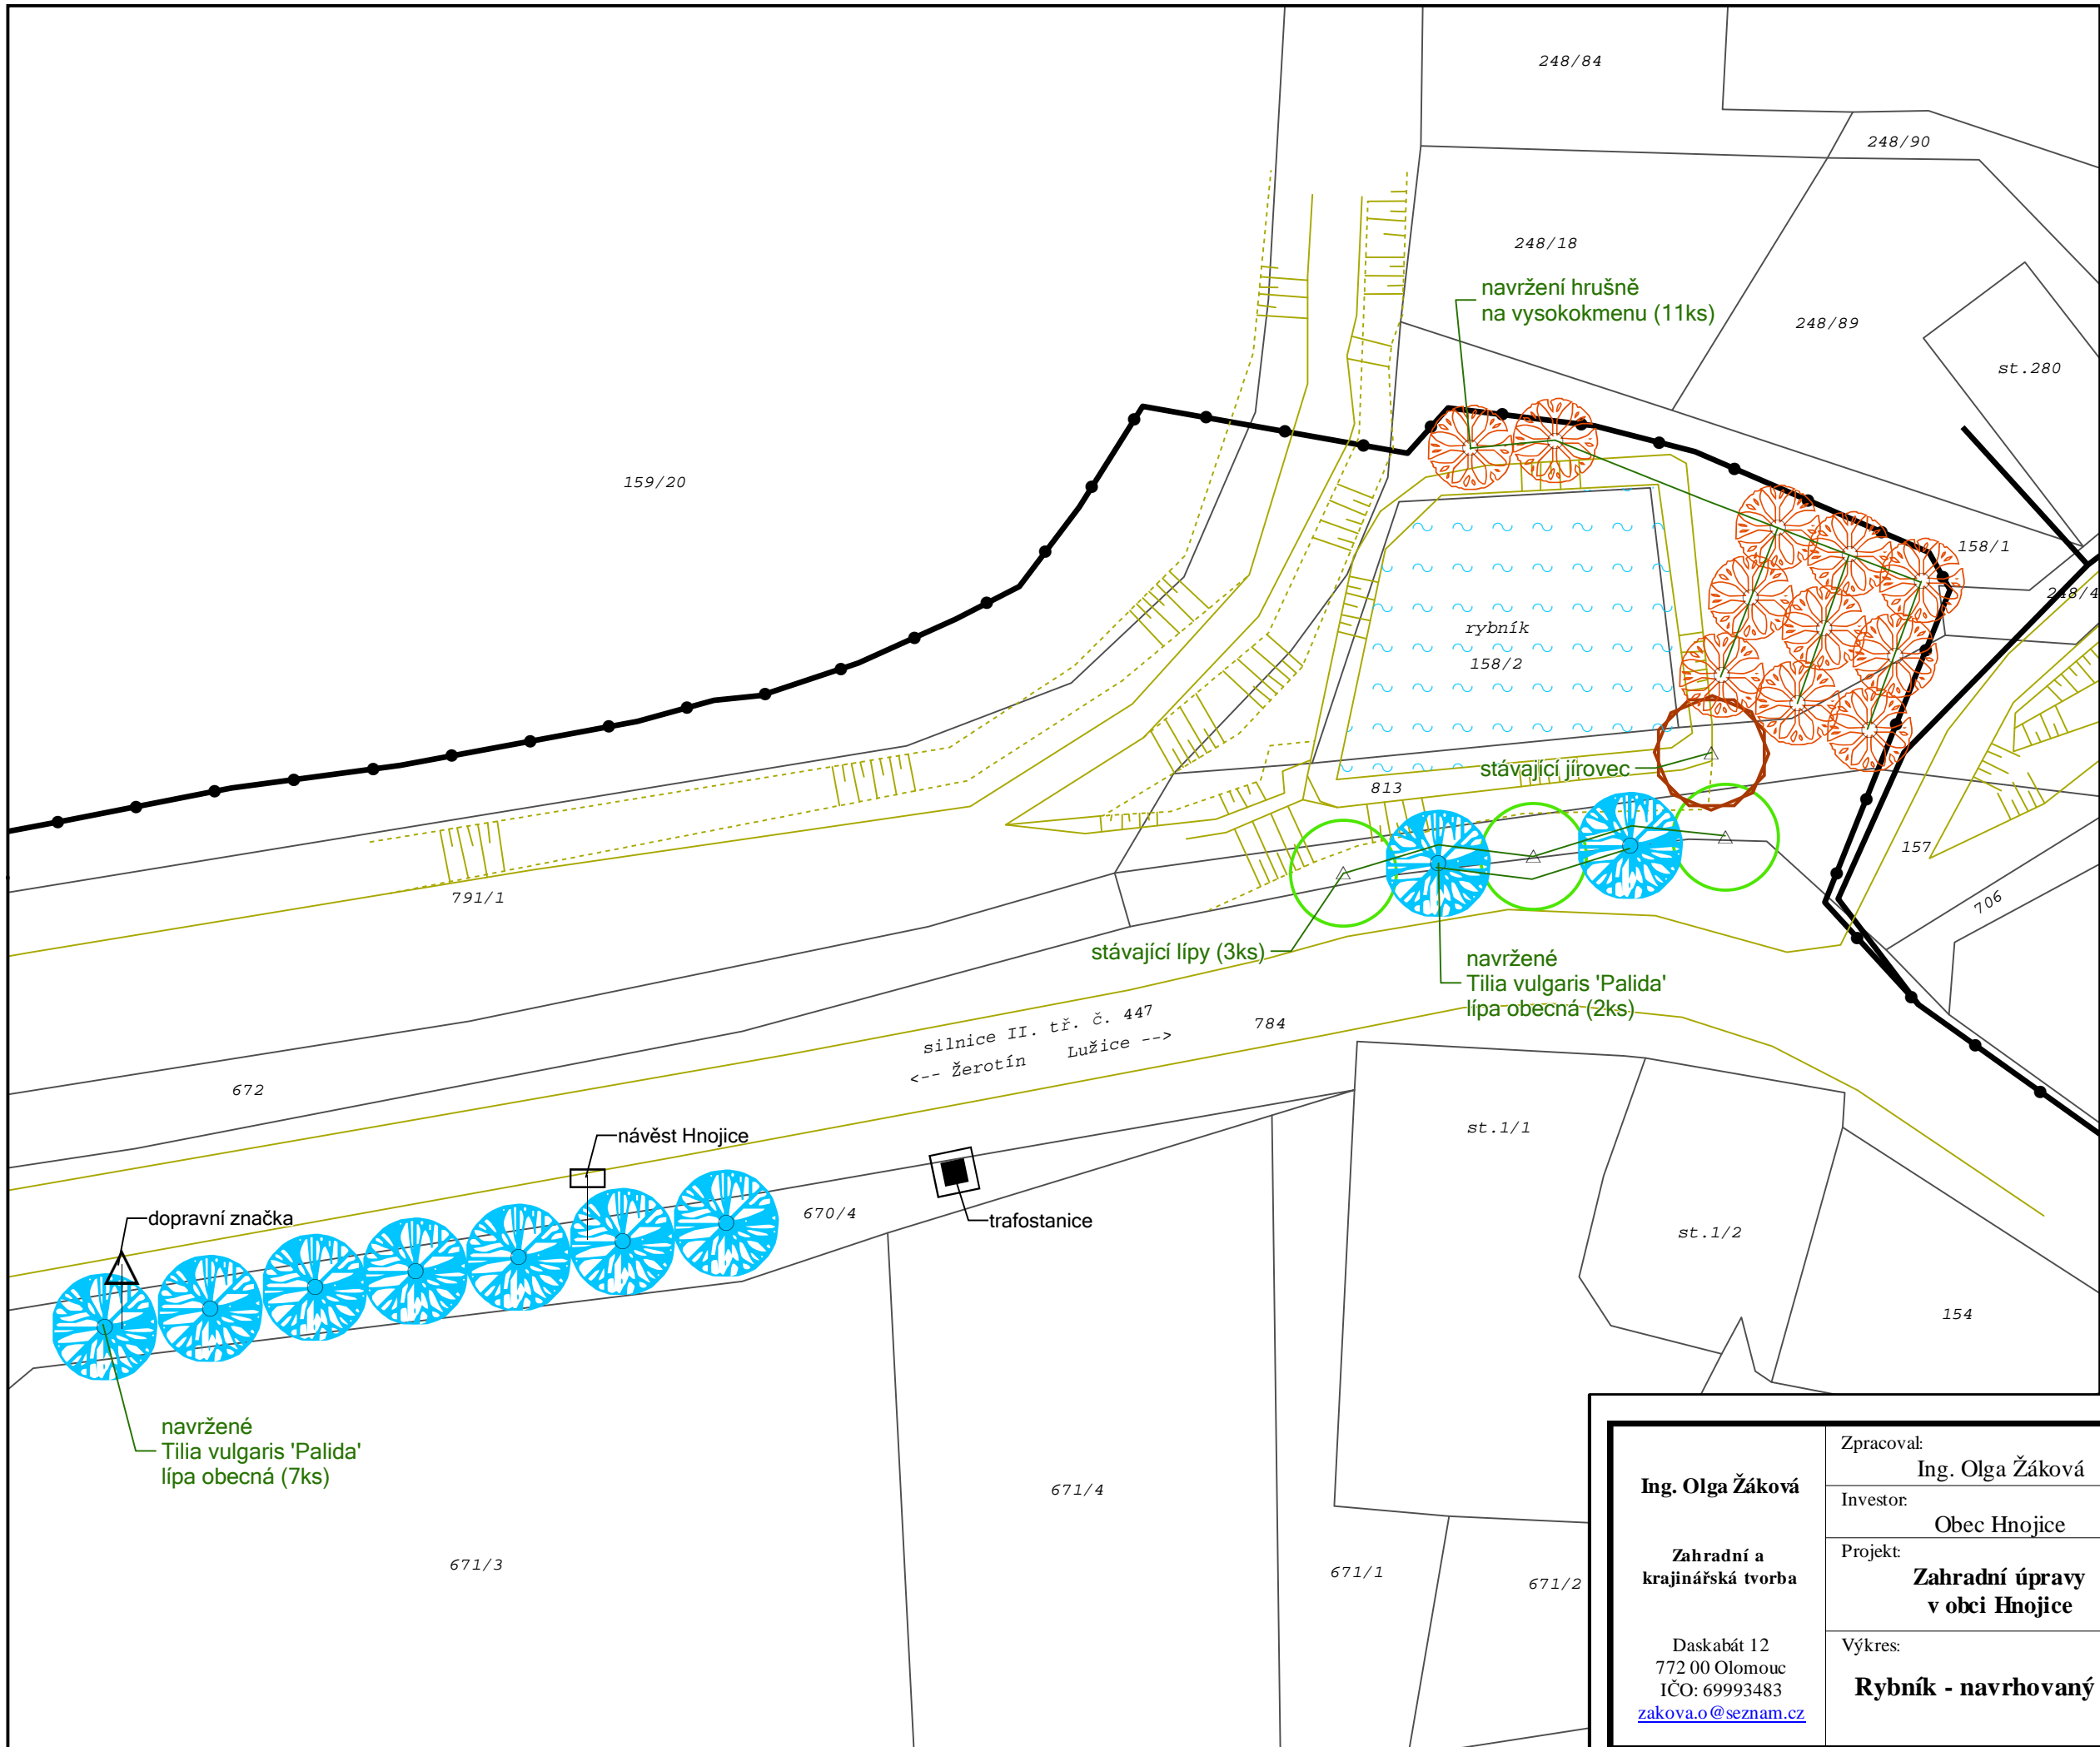 248/84
248/90
248/18
navržení hrušně
na vysokokmenu (11ks)
248/89
st.280
159/20
158/1
248/4
rybník
158/2
stávající jírovec
813
157
791/1
706
stávající lípy (3ks)
navržené
Tilia vulgaris 'Palida'
lípa obecná (2ks)
silnice II. tř. č. 447
<-- Žerotín Lužice -->
784
672
návěst Hnojice
st.1/1
dopravní značka
670/4
trafostanice
st.1/2
154
navržené
Tilia vulgaris 'Palida'
lípa obecná (7ks)
671/4
671/3
671/1
671/2
Ing. Olga Žáková
Zahradní a
krajinářská tvorba
Daskabát 12
772 00 Olomouc
IČO: 69993483
zakova.o@seznam.cz
Zpracoval:
Ing. Olga Žáková
Investor:
Obec Hnojice
Projekt:
Zahradní úpravy
v obci Hnojice
Výkres:
Rybník - navrhovaný